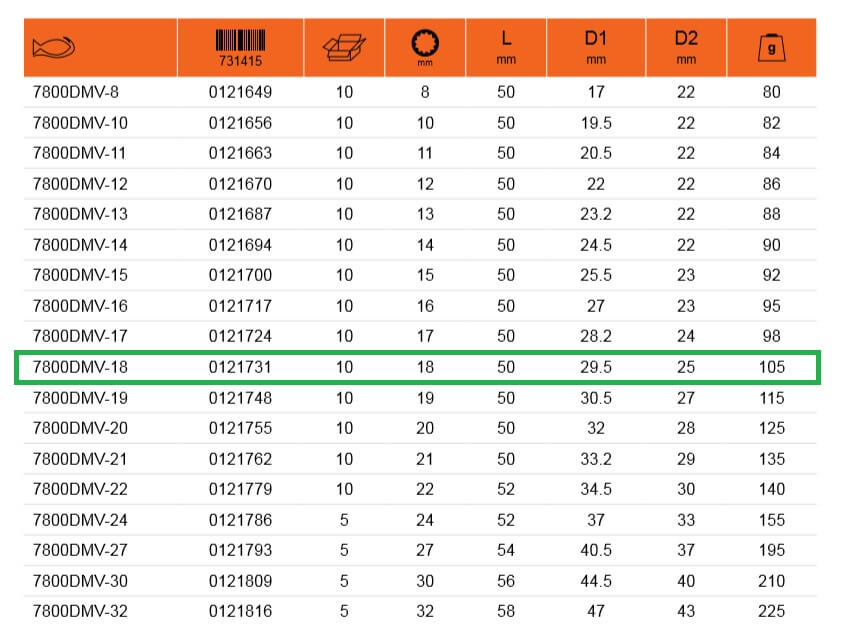 731415 mm L mm D1 mm D2 mm g
7800DMV-8 0121649 10 8 50 17 22 80
7800DMV-10 0121656 10 10 50 19.5 22 82
7800DMV-11 0121663 10 11 50 20.5 22 84
7800DMV-12 0121670 10 12 50 22 22 86
7800DMV-13 0121687 10 13 50 23.2 22 88
7800DMV-14 0121694 10 14 50 24.5 22 90
7800DMV-15 0121700 10 15 50 25.5 23 92
7800DMV-16 0121717 10 16 50 27 23 95
7800DMV-17 0121724 10 17 50 28.2 24 98
7800DMV-18 0121731 10 18 50 29.5 25 105
7800DMV-19 0121748 10 19 50 30.5 27 115
7800DMV-20 0121755 10 20 50 32 28 125
7800DMV-21 0121762 10 21 50 33.2 29 135
7800DMV-22 0121779 10 22 52 34.5 30 140
7800DMV-24 0121786 5 24 52 37 33 155
7800DMV-27 0121793 5 27 54 40.5 37 195
7800DMV-30 0121809 5 30 56 44.5 40 210
7800DMV-32 0121816 5 32 58 47 43 225